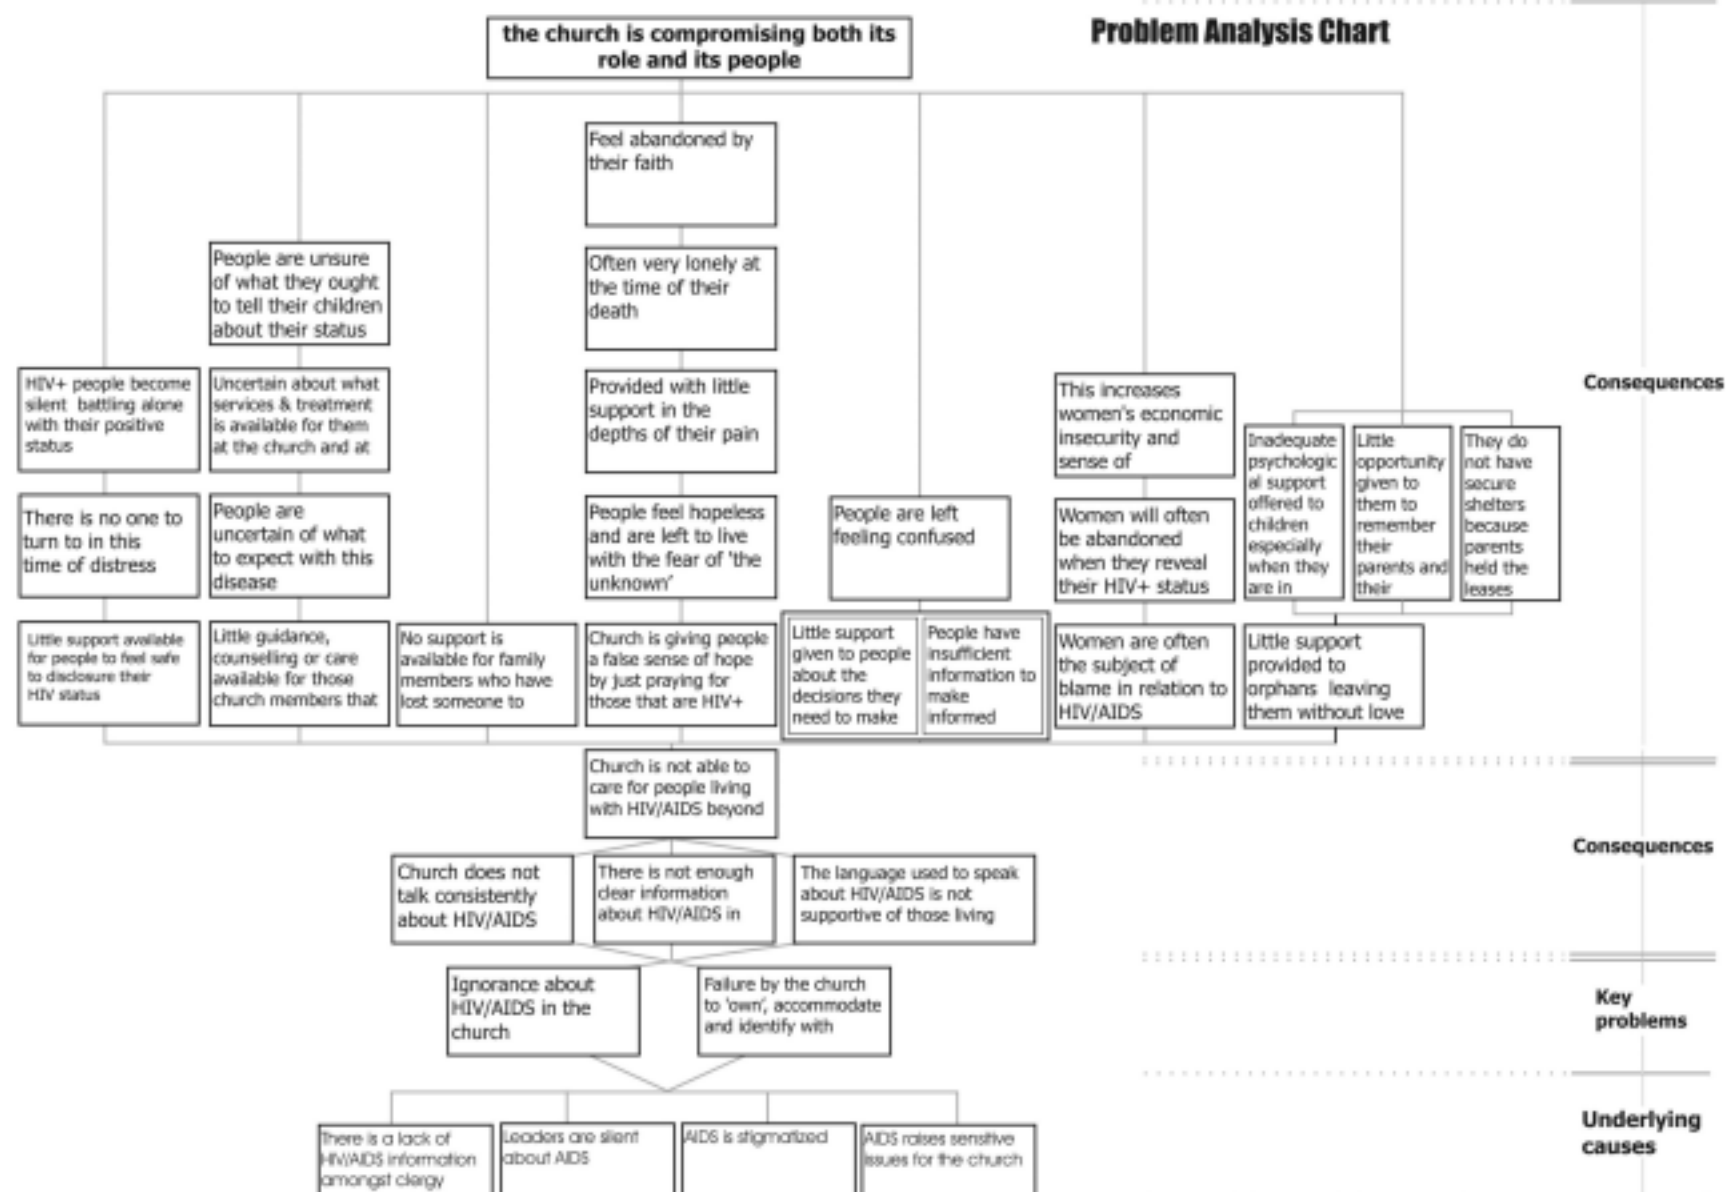 the church is compromising both its
role and its people
Problem Analysis Chart
Feel abandoned by
their faith
People are unsure
of what they ought
to tell their children
about their status
Often very lonely at
the time of their
death
HIV+ people become
silent battling alone
with their positive
status
Uncertain about what
services & treatment
is available for them
at the church and at
Provided with little
support in the
depths of their pain
This increases
women's economic
insecurity and
sense of
Inadequate
psychologic
al support
offered to
children
especially
when they
are in
Little
opportunity
given to
them to
remember
their
parents and
their
They do
not have
secure
shelters
because
parents
held the
leases
Consequences
There is no one to
turn to in this
time of distress
People are
uncertain of what
to expect with this
disease
People feel hopeless
and are left to live
with the fear of 'the
unknown'
People are left
feeling confused
Women will often
be abandoned
when they reveal
their HIV+ status
Little support available
for people to feel safe
to disclosure their
HIV status
Little guidance,
counselling or care
available for those
church members that
No support is
available for family
members who have
lost someone to
Church is giving people
a false sense of hope
by just praying for
those that are HIV+
Little support
given to people
about the
decisions they
need to make
People have
insufficient
information to
make
informed
Women are often
the subject of
blame in relation to
HIV/AIDS
Little support
provided to
orphans leaving
them without love
Church is not able to
care for people living
with HIV/AIDS beyond
Consequences
Church does not
talk consistently
about HIV/AIDS
There is not enough
clear information
about HIV/AIDS in
The language used to speak
about HIV/AIDS is not
supportive of those living
Ignorance about
HIV/AIDS in the
church
Failure by the church
to 'own', accommodate
and identify with
Key
problems
Underlying
causes
There is a lack of
HIV/AIDS information
amongst clergy
Leaders are silent
about AIDS
AIDS is stigmatized
AIDS raises sensitive
issues for the church